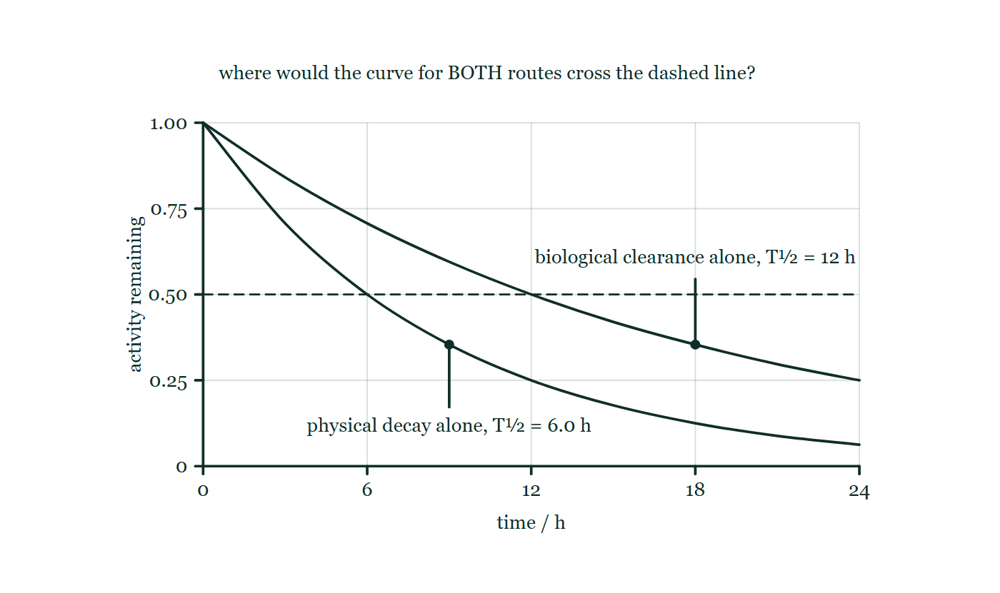 where would the curve for BOTH routes cross the dashed line?
1.00
0.75
0.50
0.25
0
activity remaining
biological clearance alone, T½ = 12 h
physical decay alone, T½ = 6.0 h
0 6 12 18 24
time / h